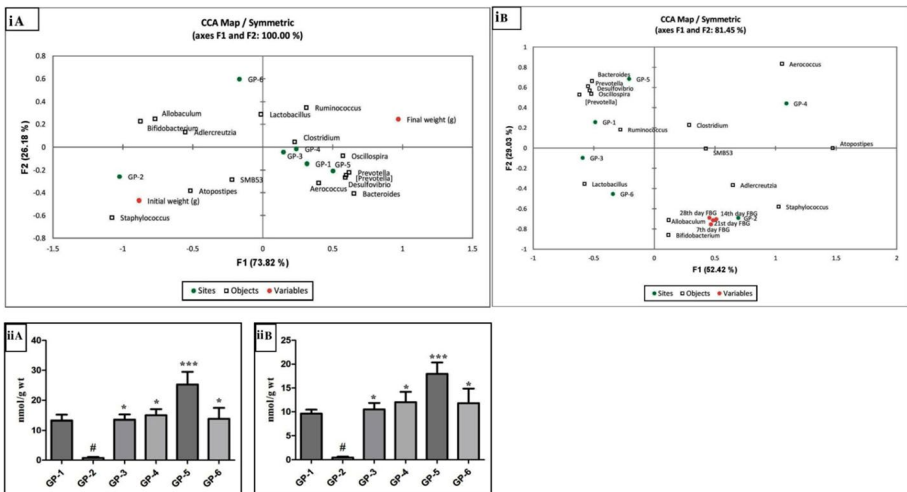 iA
CCA Map / Symmetric
(axes F1 and F2: 100.00 %)
0.8
0.6
0.4
0.2
0
-0.2
-0.4
-0.6
-0.8
F2 (26.18 %)
GP-6
Ruminococcus
Allobaculum
Lactobacillus
Final weight (g)
Bifidobacterium
Adlercreutzia
Clostridium
GP-4
GP-3
Oscillospira
GP-1
GP-5
GP-2
SMB53
Prevotella
[Prevotella]
Desulfovibrio
Atopostipes
Aerococcus
Bacteroides
Initial weight (g)
Staphylococcus
-1.5
-1
-0.5
0
0.5
1
1.5
F1 (73.82 %)
Sites
Objects
Variables
iB
CCA Map / Symmetric
(axes F1 and F2: 81.45 %)
1
0.8
0.6
0.4
0.2
0
-0.2
-0.4
-0.6
-0.8
-1
F2 (29.03 %)
Aerococcus
Bacteroides
GP-5
Prevotella
Desulfovibrio
Oscillospira
[Prevotella]
GP-4
GP-1
Ruminococcus
Clostridium
SMB53
Atopostipes
GP-3
Lactobacillus
Adlercreutzia
GP-6
Staphylococcus
28th day FBG
14th day FBG
GP-2
Allobaculum
21st day FBG
7th day FBG
Bifidobacterium
-1
-0.5
0
0.5
1
1.5
2
F1 (52.42 %)
Sites
Objects
Variables
iiA
nmol/g wt
40
30
20
10
0
#
*
*
***
*
GP-1
GP-2
GP-3
GP-4
GP-5
GP-6
iiB
nmol/g wt
25
20
15
10
5
0
#
*
*
***
*
GP-1
GP-2
GP-3
GP-4
GP-5
GP-6